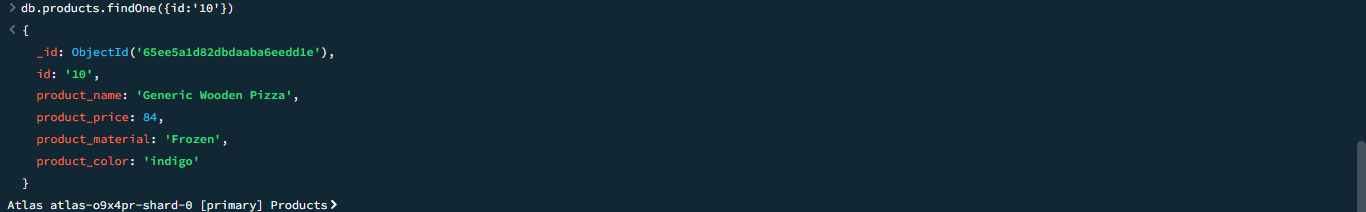 > db.products.findOne({id:'10'})
< {
_id: ObjectId('65ee5a1d82dbdaaba6eedd1e'),
id: '10',
product_name: 'Generic Wooden Pizza',
product_price: 84,
product_material: 'Frozen',
product_color: 'indigo'
}
Atlas atlas-o9x4pr-shard-0 [primary] Products>